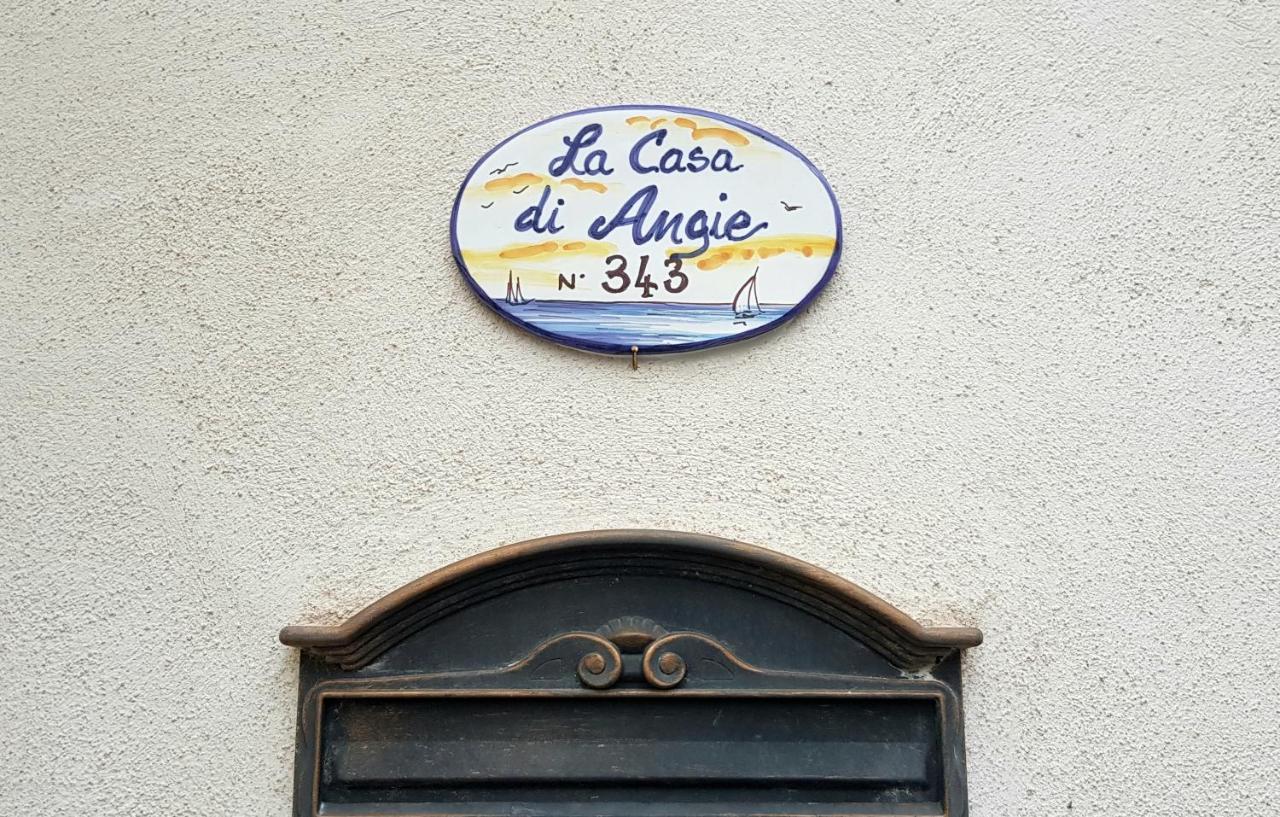 La Casa
di Angie
N. 343